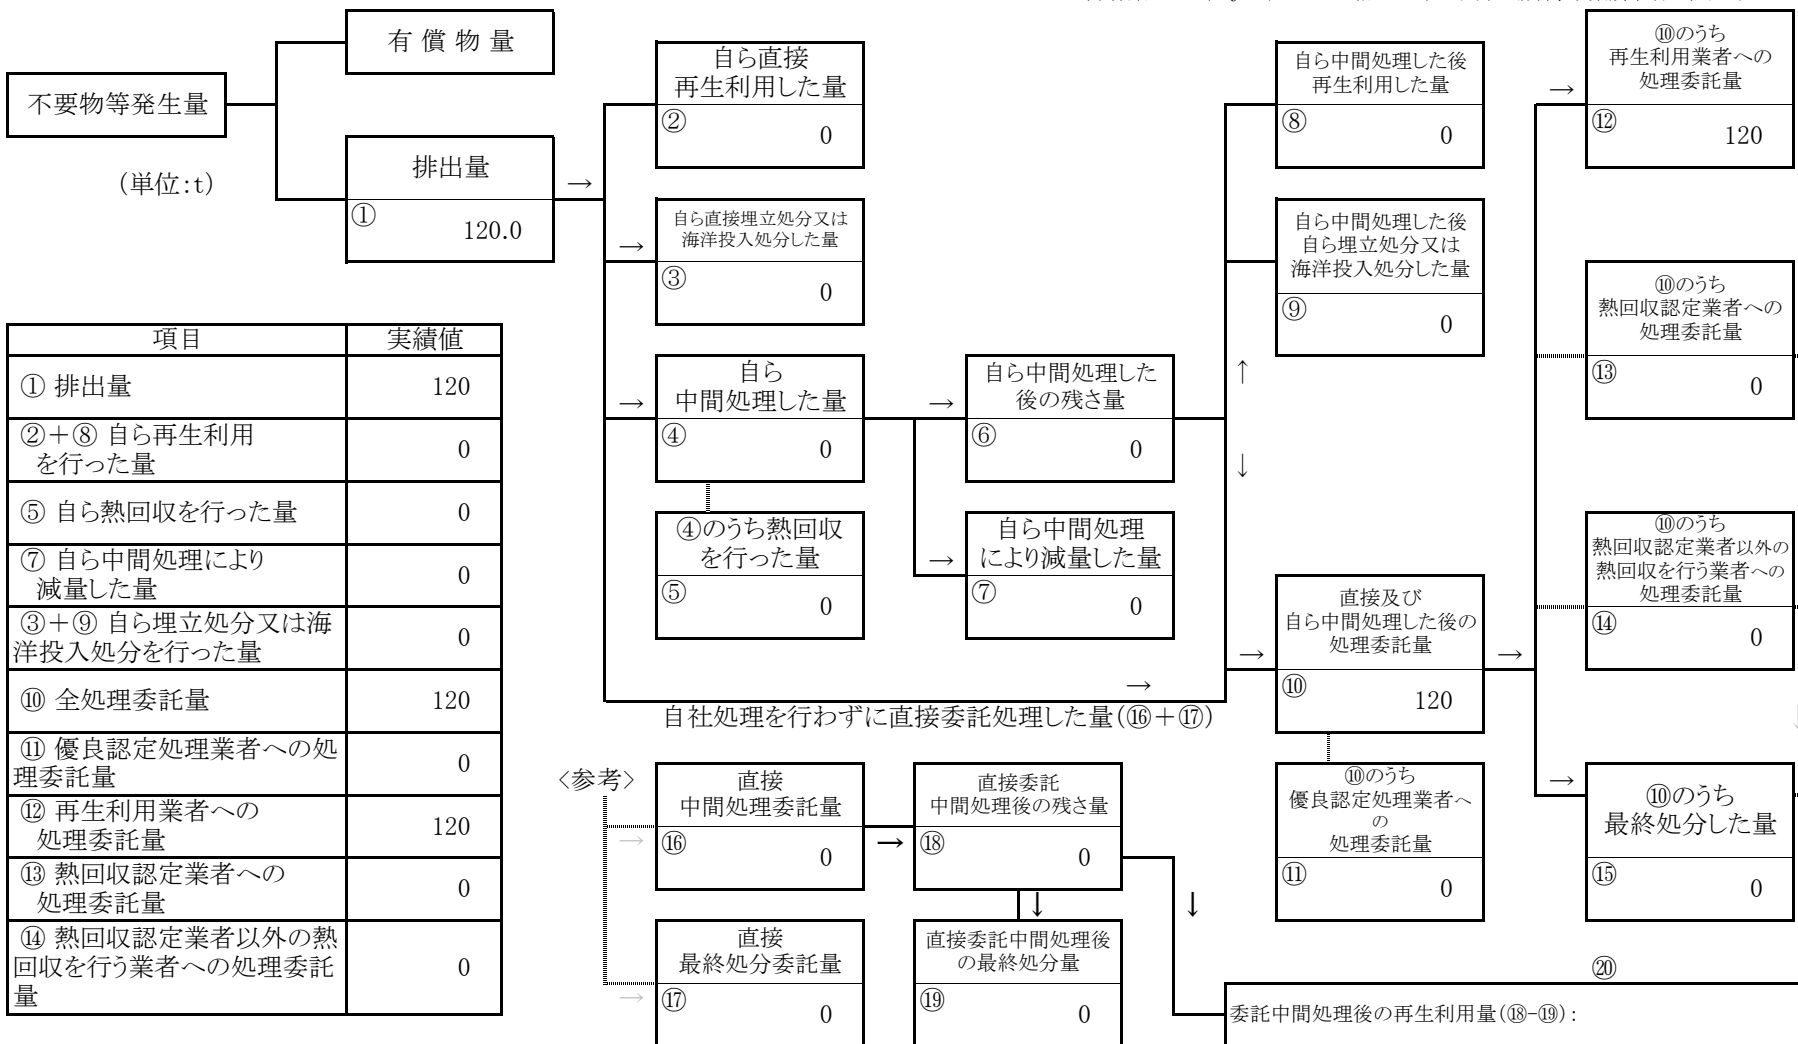 不要物等発生量
(単位:t)
有 償 物 量
排出量
①
120.0
→
自ら直接
再生利用した量
②
0
→
自ら直接埋立処分又は
海洋投入処分した量
③
0
→
自ら
中間処理した量
④
0
④のうち熱回収
を行った量
⑤
0
→
自ら中間処理した
後の残さ量
⑥
0
→
自ら中間処理
により減量した量
⑦
0
自ら中間処理した後
再生利用した量
⑧
0
自ら中間処理した後
自ら埋立処分又は
海洋投入処分した量
⑨
0
↑
↓
→
直接及び
自ら中間処理した後の
処理委託量
⑩
120
→
→
自社処理を行わずに直接委託処理した量(⑯+⑰)
⑩のうち
優良認定処理業者へ
の
処理委託量
⑪
0
→
⑩のうち
再生利用業者への
処理委託量
⑫
120
⑩のうち
熱回収認定業者への
処理委託量
⑬
0
⑩のうち
熱回収認定業者以外の
熱回収を行う業者への
処理委託量
⑭
0
→
⑩のうち
最終処分した量
⑮
0
項目 実績値
① 排出量 120
②+⑧ 自ら再生利用
を行った量 0
⑤ 自ら熱回収を行った量 0
⑦ 自ら中間処理により
減量した量 0
③+⑨ 自ら埋立処分又は海
洋投入処分を行った量 0
⑩ 全処理委託量 120
⑪ 優良認定処理業者への処
理委託量 0
⑫ 再生利用業者への
処理委託量 120
⑬ 熱回収認定業者への
処理委託量 0
⑭ 熱回収認定業者以外の熱
回収を行う業者への処理委託
量 0
〈参考〉
→
直接
中間処理委託量
⑯
0
→
直接委託
中間処理後の残さ量
⑱
0
↓
↓
→
直接
最終処分委託量
⑰
0
直接委託中間処理後
の最終処分量
⑲
0
⑳
委託中間処理後の再生利用量(⑱-⑲):